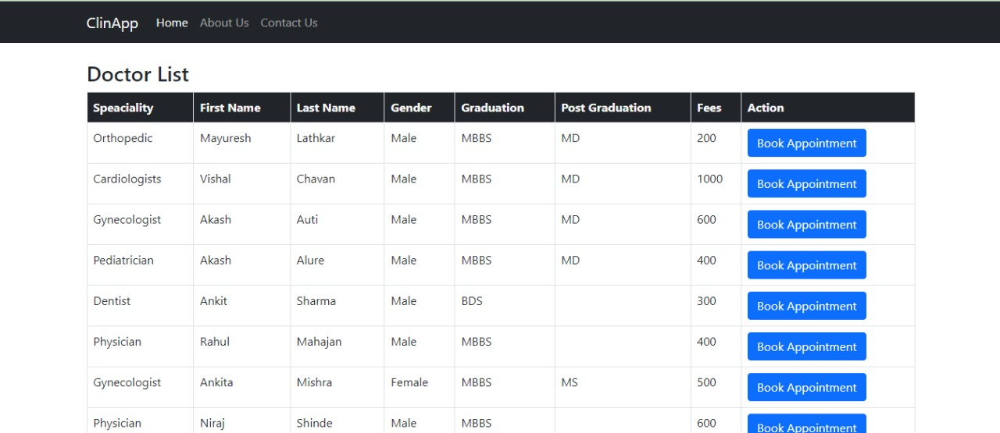 ClinApp Home About Us Contact Us
Doctor List
Speaciality First Name Last Name Gender Graduation Post Graduation Fees Action
Orthopedic Mayuresh Lathkar Male MBBS MD 200 Book Appointment
Cardiologists Vishal Chavan Male MBBS MD 1000 Book Appointment
Gynecologist Akash Auti Male MBBS MD 600 Book Appointment
Pediatrician Akash Alure Male MBBS MD 400 Book Appointment
Dentist Ankit Sharma Male BDS 300 Book Appointment
Physician Rahul Mahajan Male MBBS 400 Book Appointment
Gynecologist Ankita Mishra Female MBBS MS 500 Book Appointment
Physician Niraj Shinde Male MBBS 600 Book Appointment